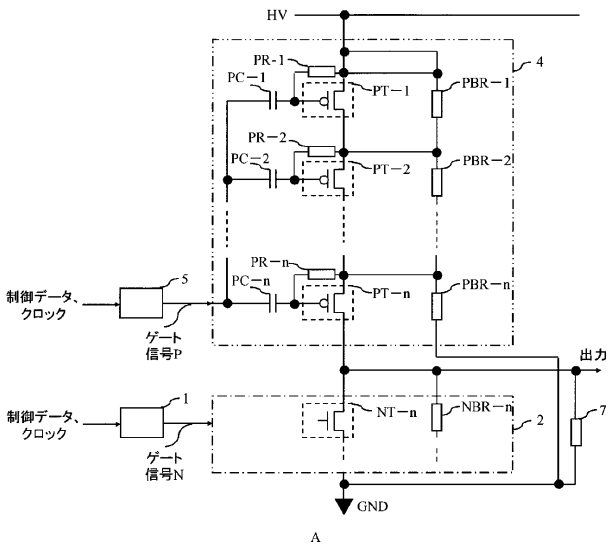 HV
PR-1
4
PC-1
PT-1
PBR-1
PR-2
PC-2
PT-2
PBR-2
PR-n
5
PC-n
PT-n
PBR-n
制御データ、
クロック
ゲート
信号P
出力
1
NT-n
NBR-n
2
7
制御データ、
クロック
ゲート
信号N
GND
A